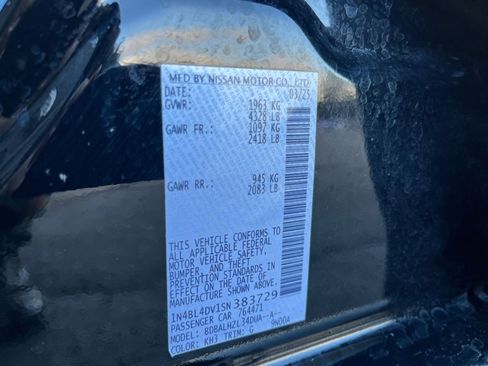 MFD BY NISSAN MOTOR CO., LTD.
DATE: 03/25
GVWR: 1963 KG
4328 LB
GAWR FR.: 1097 KG
2418 LB
GAWR RR.: 945 KG
2083 LB
THIS VEHICLE CONFORMS TO
ALL APPLICABLE FEDERAL
MOTOR VEHICLE SAFETY,
BUMPER, AND THEFT
PREVENTION STANDARDS IN
EFFECT ON THE DATE OF
MANUFACTURE SHOWN ABOVE.
1N4BL4DV1SN383729
PASSENGER CAR 764471
MODEL: BDBALHZL34DUA--A--
COLOR: KH3 TRIM: G 9N00A